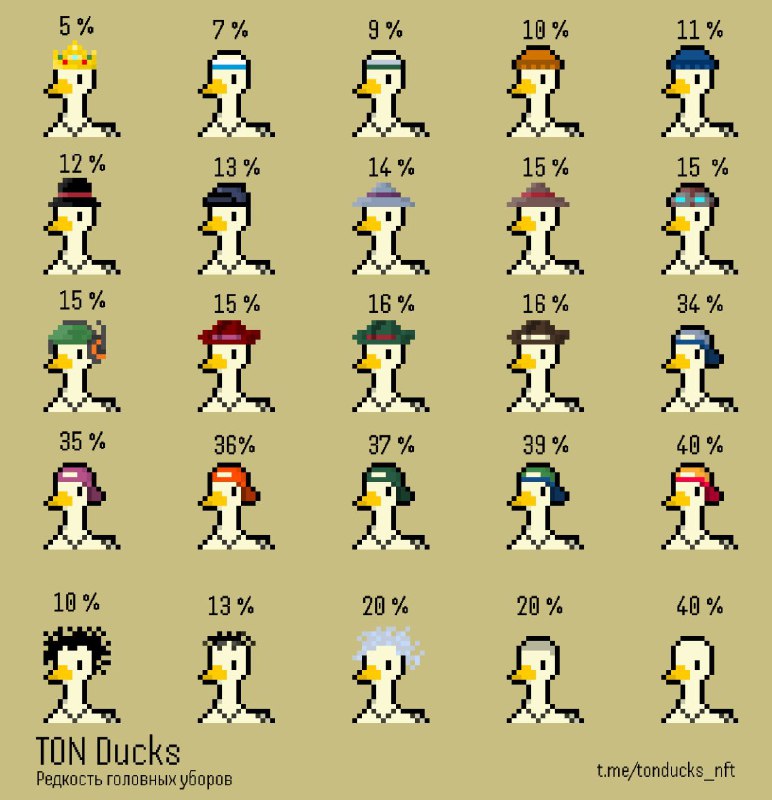 5 % 7 % 9 % 10 % 11 %
12 % 13 % 14 % 15 % 15 %
15 % 15 % 16 % 16 % 34 %
35 % 36% 37 % 39 % 40 %
10 % 13 % 20 % 20 % 40 %
TON Ducks
Редкость головных уборов
t.me/tonducks_nft